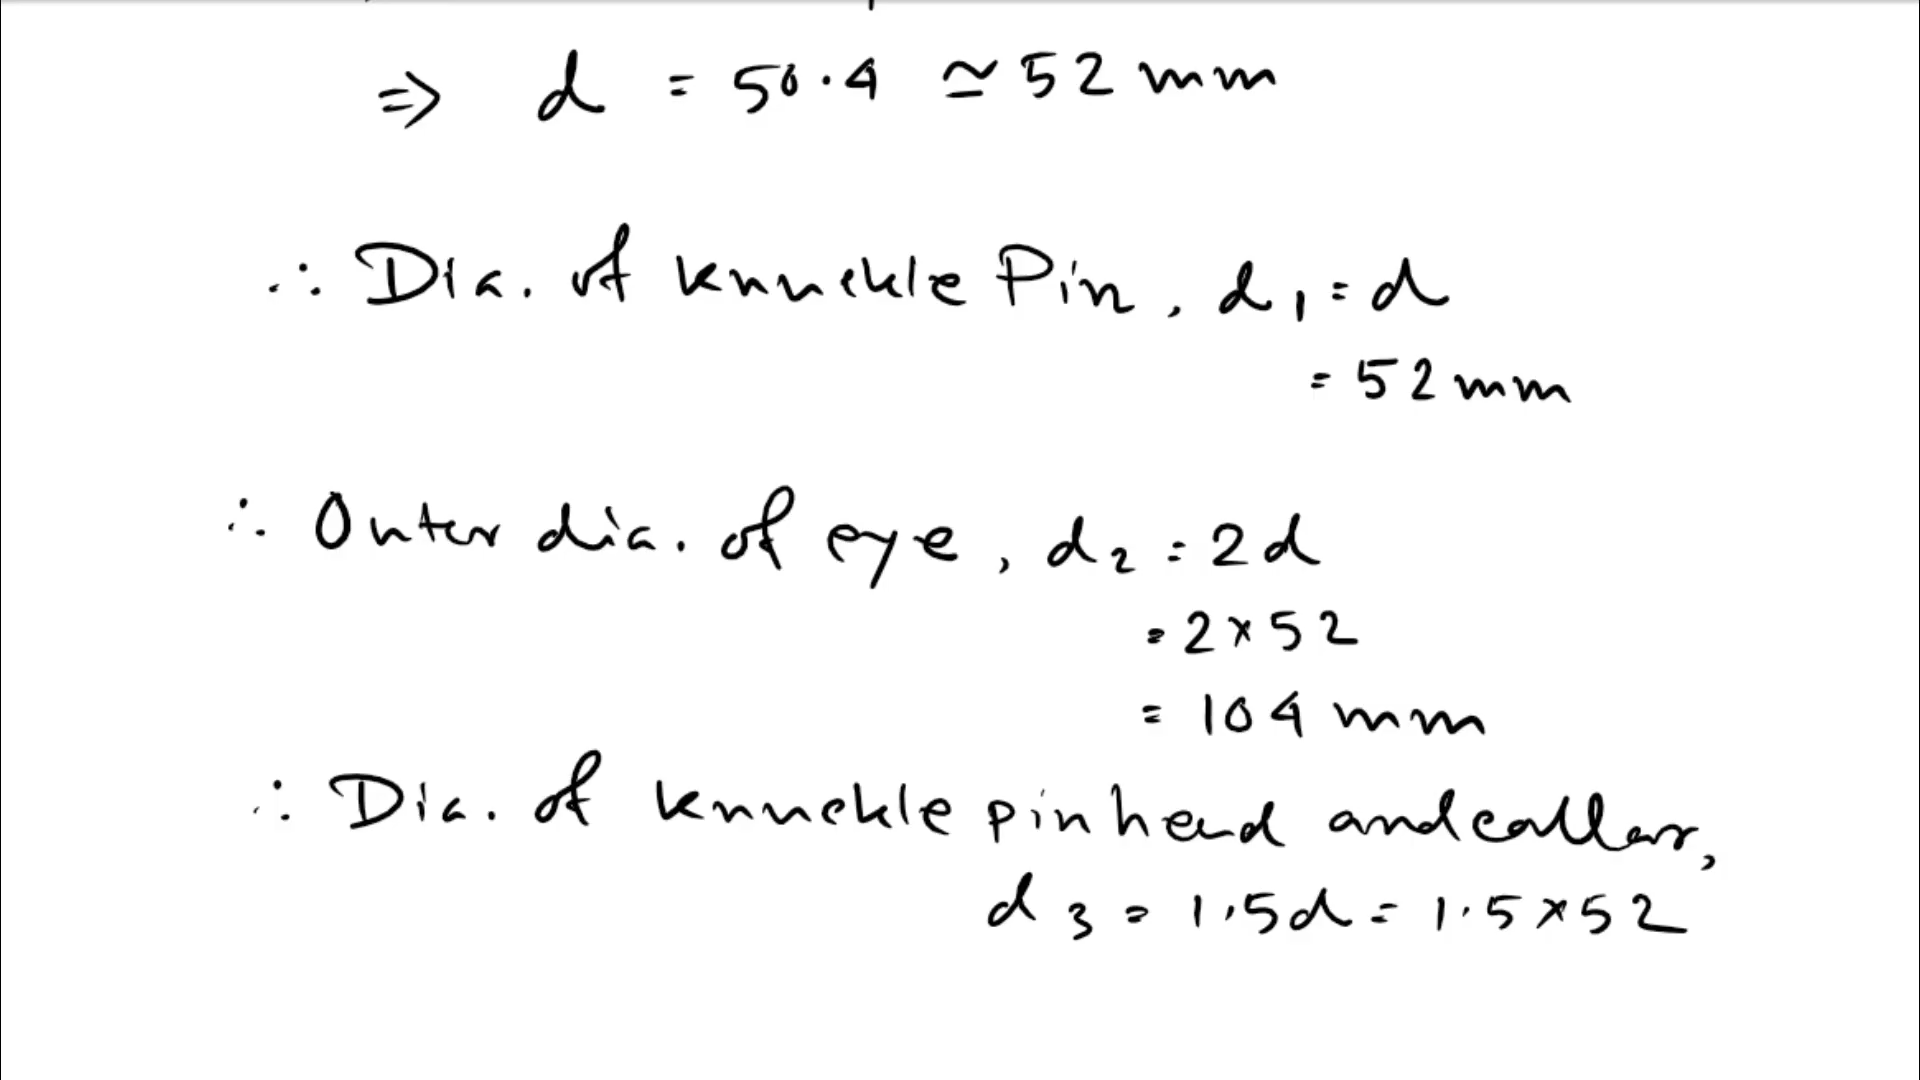 ⇒ d = 50.4 ≃ 52 mm
∴ Dia. of knuckle Pin, d₁ = d
= 52 mm
∴ Outer dia. of eye, d₂ = 2d
= 2 × 52
= 104 mm
∴ Dia. of knuckle pin head and collar,
d₃ = 1.5d = 1.5 × 52